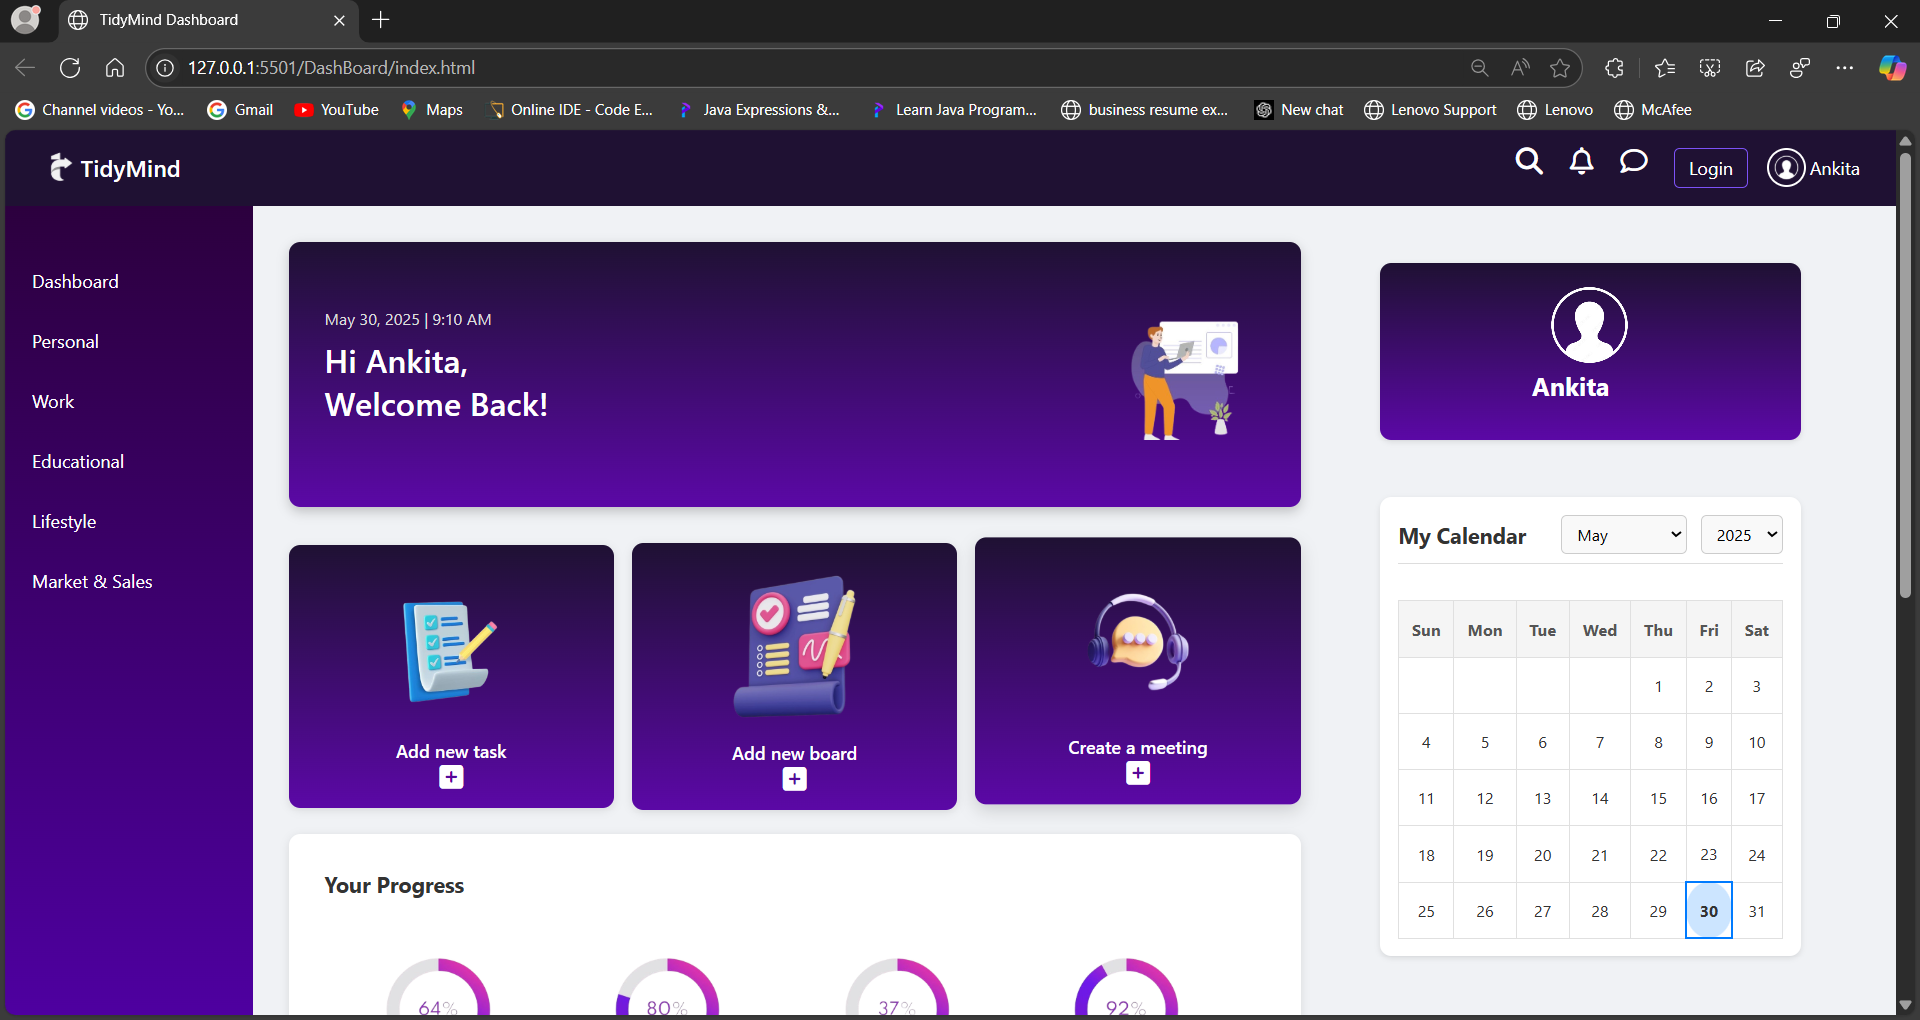 TidyMind Dashboard
127.0.0.1:5501/DashBoard/index.html
Channel videos - Yo... Gmail YouTube Maps Online IDE - Code E... Java Expressions &... Learn Java Program... business resume ex... New chat Lenovo Support Lenovo McAfee
TidyMind
Login
Ankita
Dashboard
Personal
Work
Educational
Lifestyle
Market & Sales
May 30, 2025 | 9:10 AM
Hi Ankita,
Welcome Back!
Add new task
Add new board
Create a meeting
Your Progress
64% 80% 37% 92%
Ankita
My Calendar May 2025
Sun Mon Tue Wed Thu Fri Sat
1 2 3
4 5 6 7 8 9 10
11 12 13 14 15 16 17
18 19 20 21 22 23 24
25 26 27 28 29 30 31